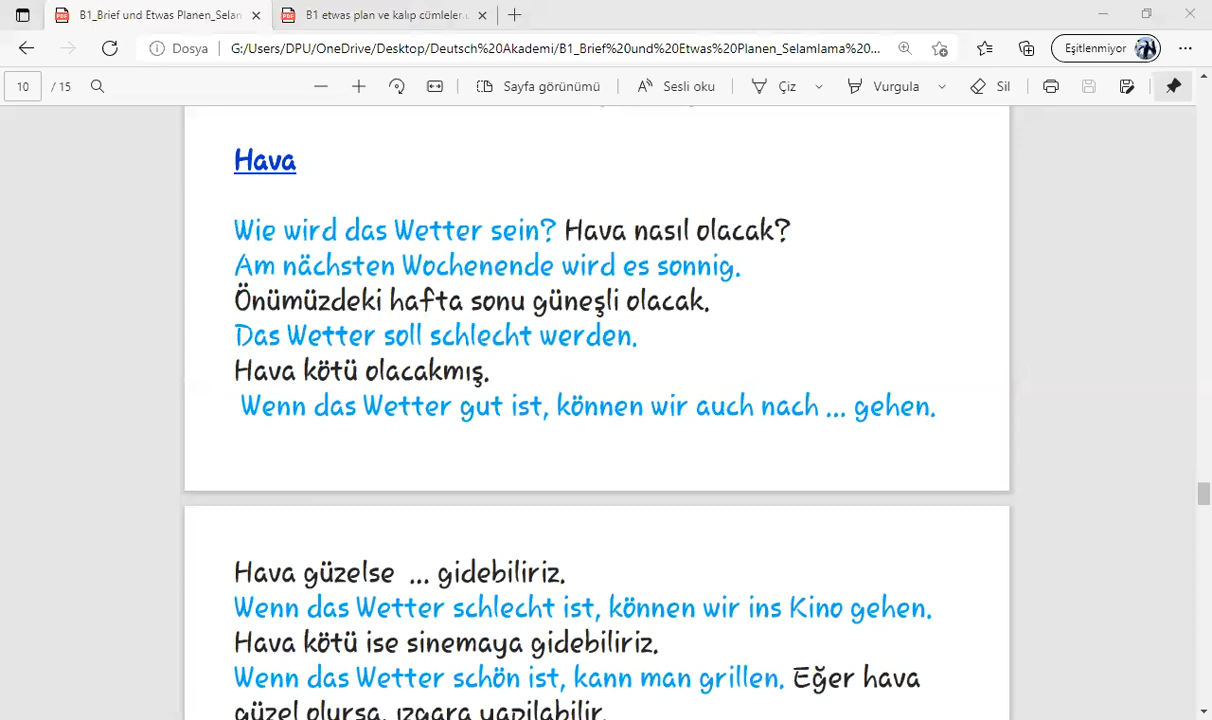 B1_Brief und Etwas Planen_Selam
B1 etwas plan ve kalıp cümleler.u
Dosya
G:/Users/DPU/OneDrive/Desktop/Deutsch%20Akademi/B1_Brief%20und%20Etwas%20Planen_Selamlama%20...
Eşitlenmiyor
10 / 15
Sayfa görünümü
Sesli oku
Çiz
Vurgula
Sil
Hava
Wie wird das Wetter sein? Hava nasıl olacak?
Am nächsten Wochenende wird es sonnig.
Önümüzdeki hafta sonu güneşli olacak.
Das Wetter soll schlecht werden.
Hava kötü olacakmış.
Wenn das Wetter gut ist, können wir auch nach ... gehen.
Hava güzelse ... gidebiliriz.
Wenn das Wetter schlecht ist, können wir ins Kino gehen.
Hava kötü ise sinemaya gidebiliriz.
Wenn das Wetter schön ist, kann man grillen. Eğer hava
güzel olursa, ızgara yapılabilir.